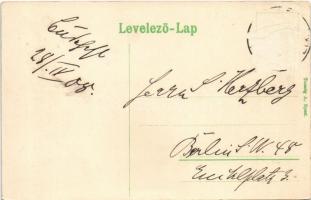 Levelező-Lap
Budapest
28/IV 08.
Herrn S. Herzberg
Berlin S.W. 48